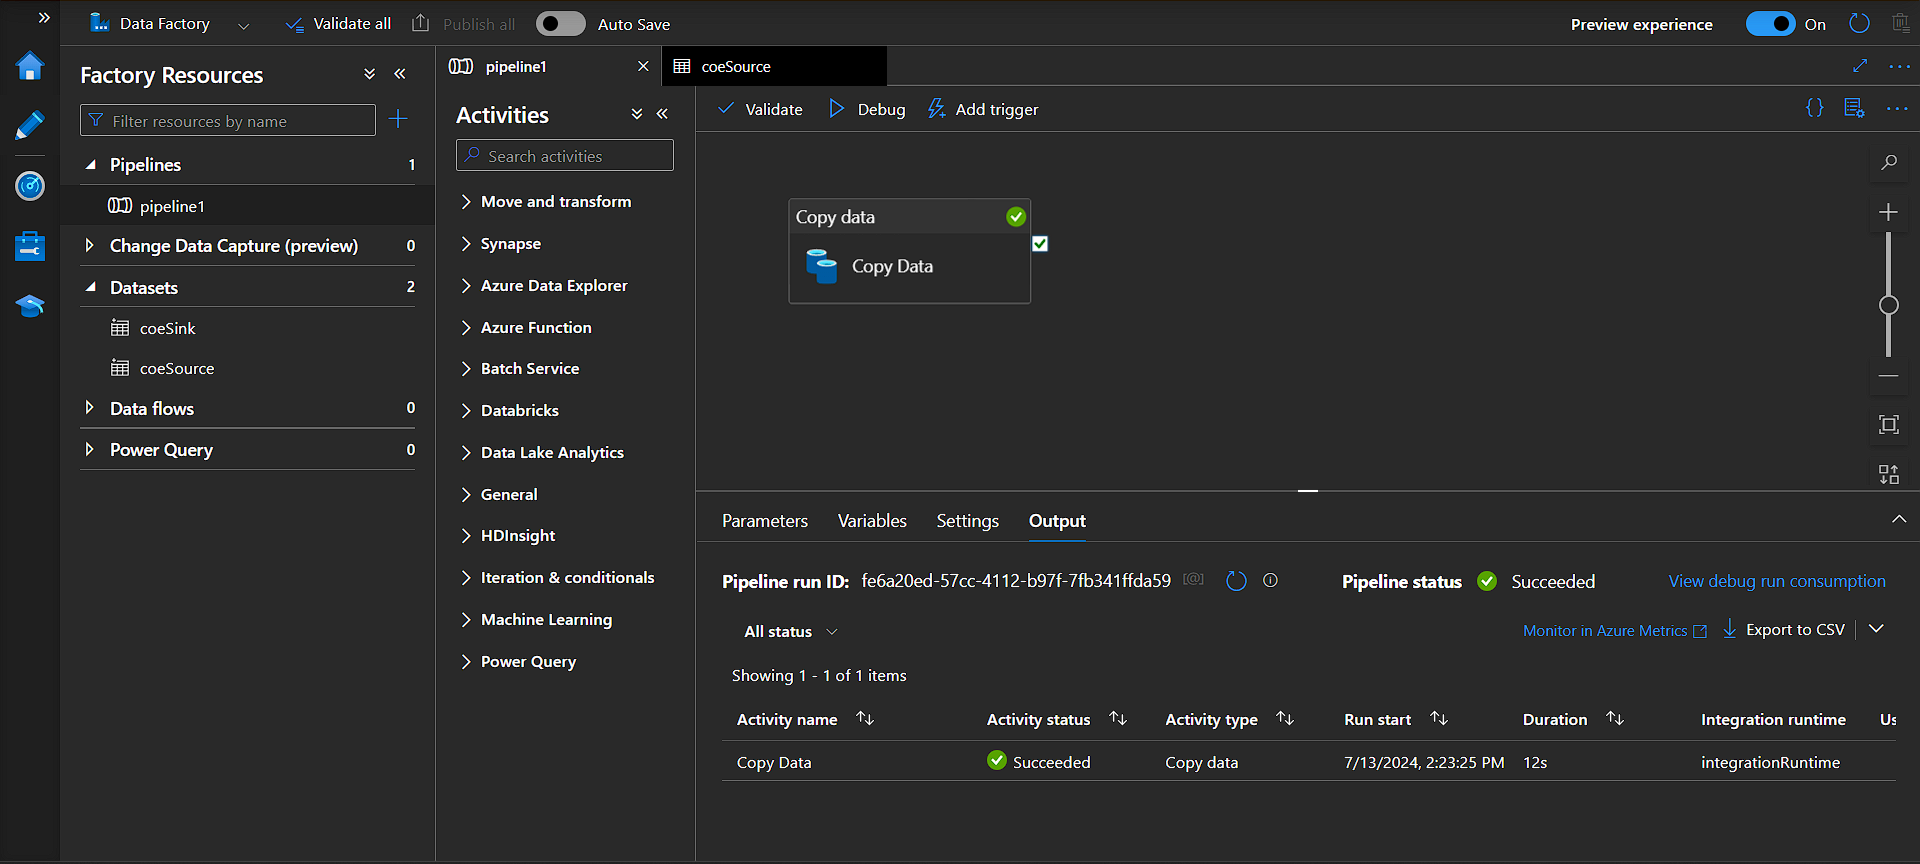 Data Factory
Validate all
Publish all
Auto Save
Preview experience
On
Factory Resources
Filter resources by name
Pipelines 1
pipeline1
Change Data Capture (preview) 0
Datasets 2
coeSink
coeSource
Data flows 0
Power Query 0
pipeline1
coeSource
Activities
Search activities
Move and transform
Synapse
Azure Data Explorer
Azure Function
Batch Service
Databricks
Data Lake Analytics
General
HDInsight
Iteration & conditionals
Machine Learning
Power Query
Validate
Debug
Add trigger
{}
Copy data
Copy Data
Parameters Variables Settings Output
Pipeline run ID: fe6a20ed-57cc-4112-b97f-7fb341ffda59 [@] Pipeline status Succeeded View debug run consumption
All status
Monitor in Azure Metrics Export to CSV
Showing 1 - 1 of 1 items
Activity name Activity status Activity type Run start Duration Integration runtime Us
Copy Data Succeeded Copy data 7/13/2024, 2:23:25 PM 12s integrationRuntime